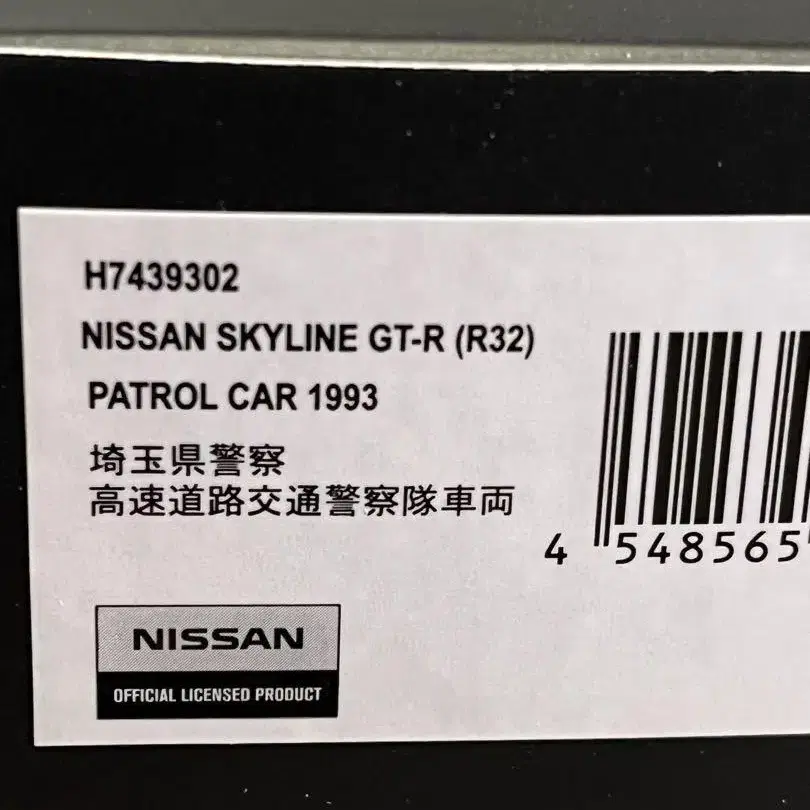 H7439302
NISSAN SKYLINE GT-R (R32)
PATROL CAR 1993
埼玉県警察
高速道路交通警察隊車両
4 548565
NISSAN
OFFICIAL LICENSED PRODUCT